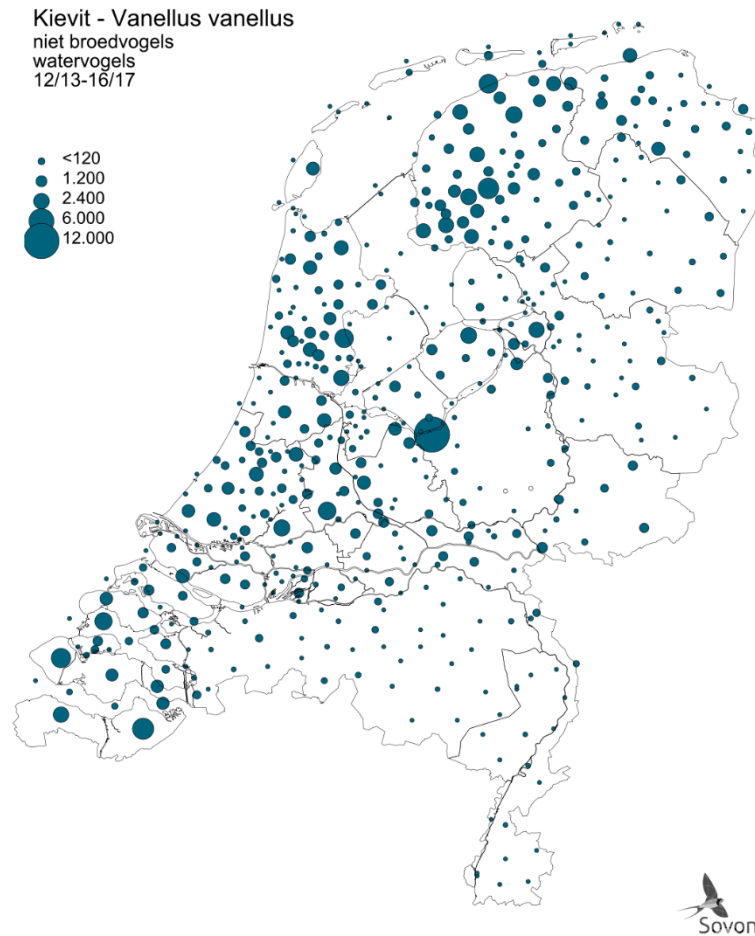 Kievit - Vanellus vanellus
niet broedvogels
watervogels
12/13-16/17
<120
1.200
2.400
6.000
12.000
Sovon